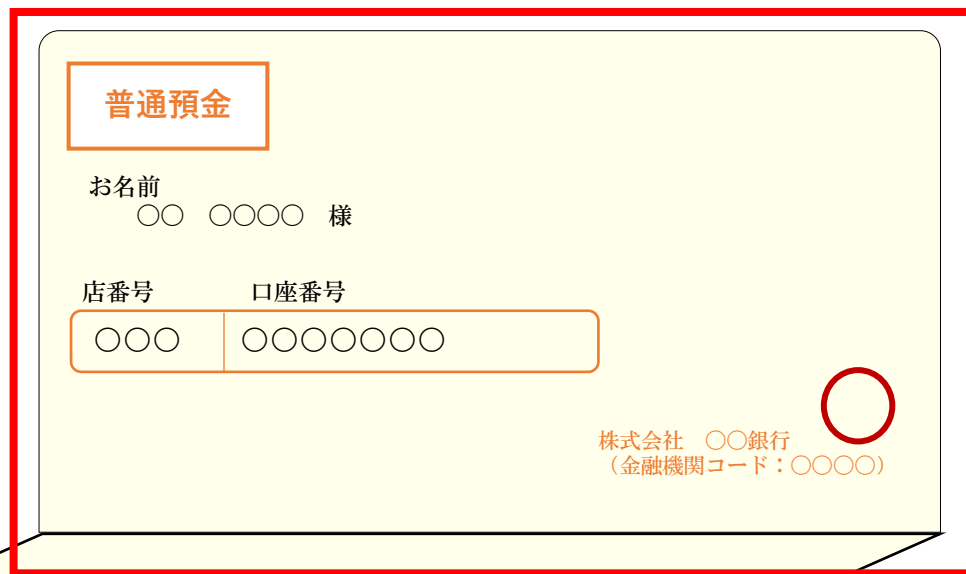 普通預金
お名前
〇〇　〇〇〇〇　様
店番号　口座番号
〇〇〇　〇〇〇〇〇〇〇
株式会社　〇〇銀行
（金融機関コード：〇〇〇〇）